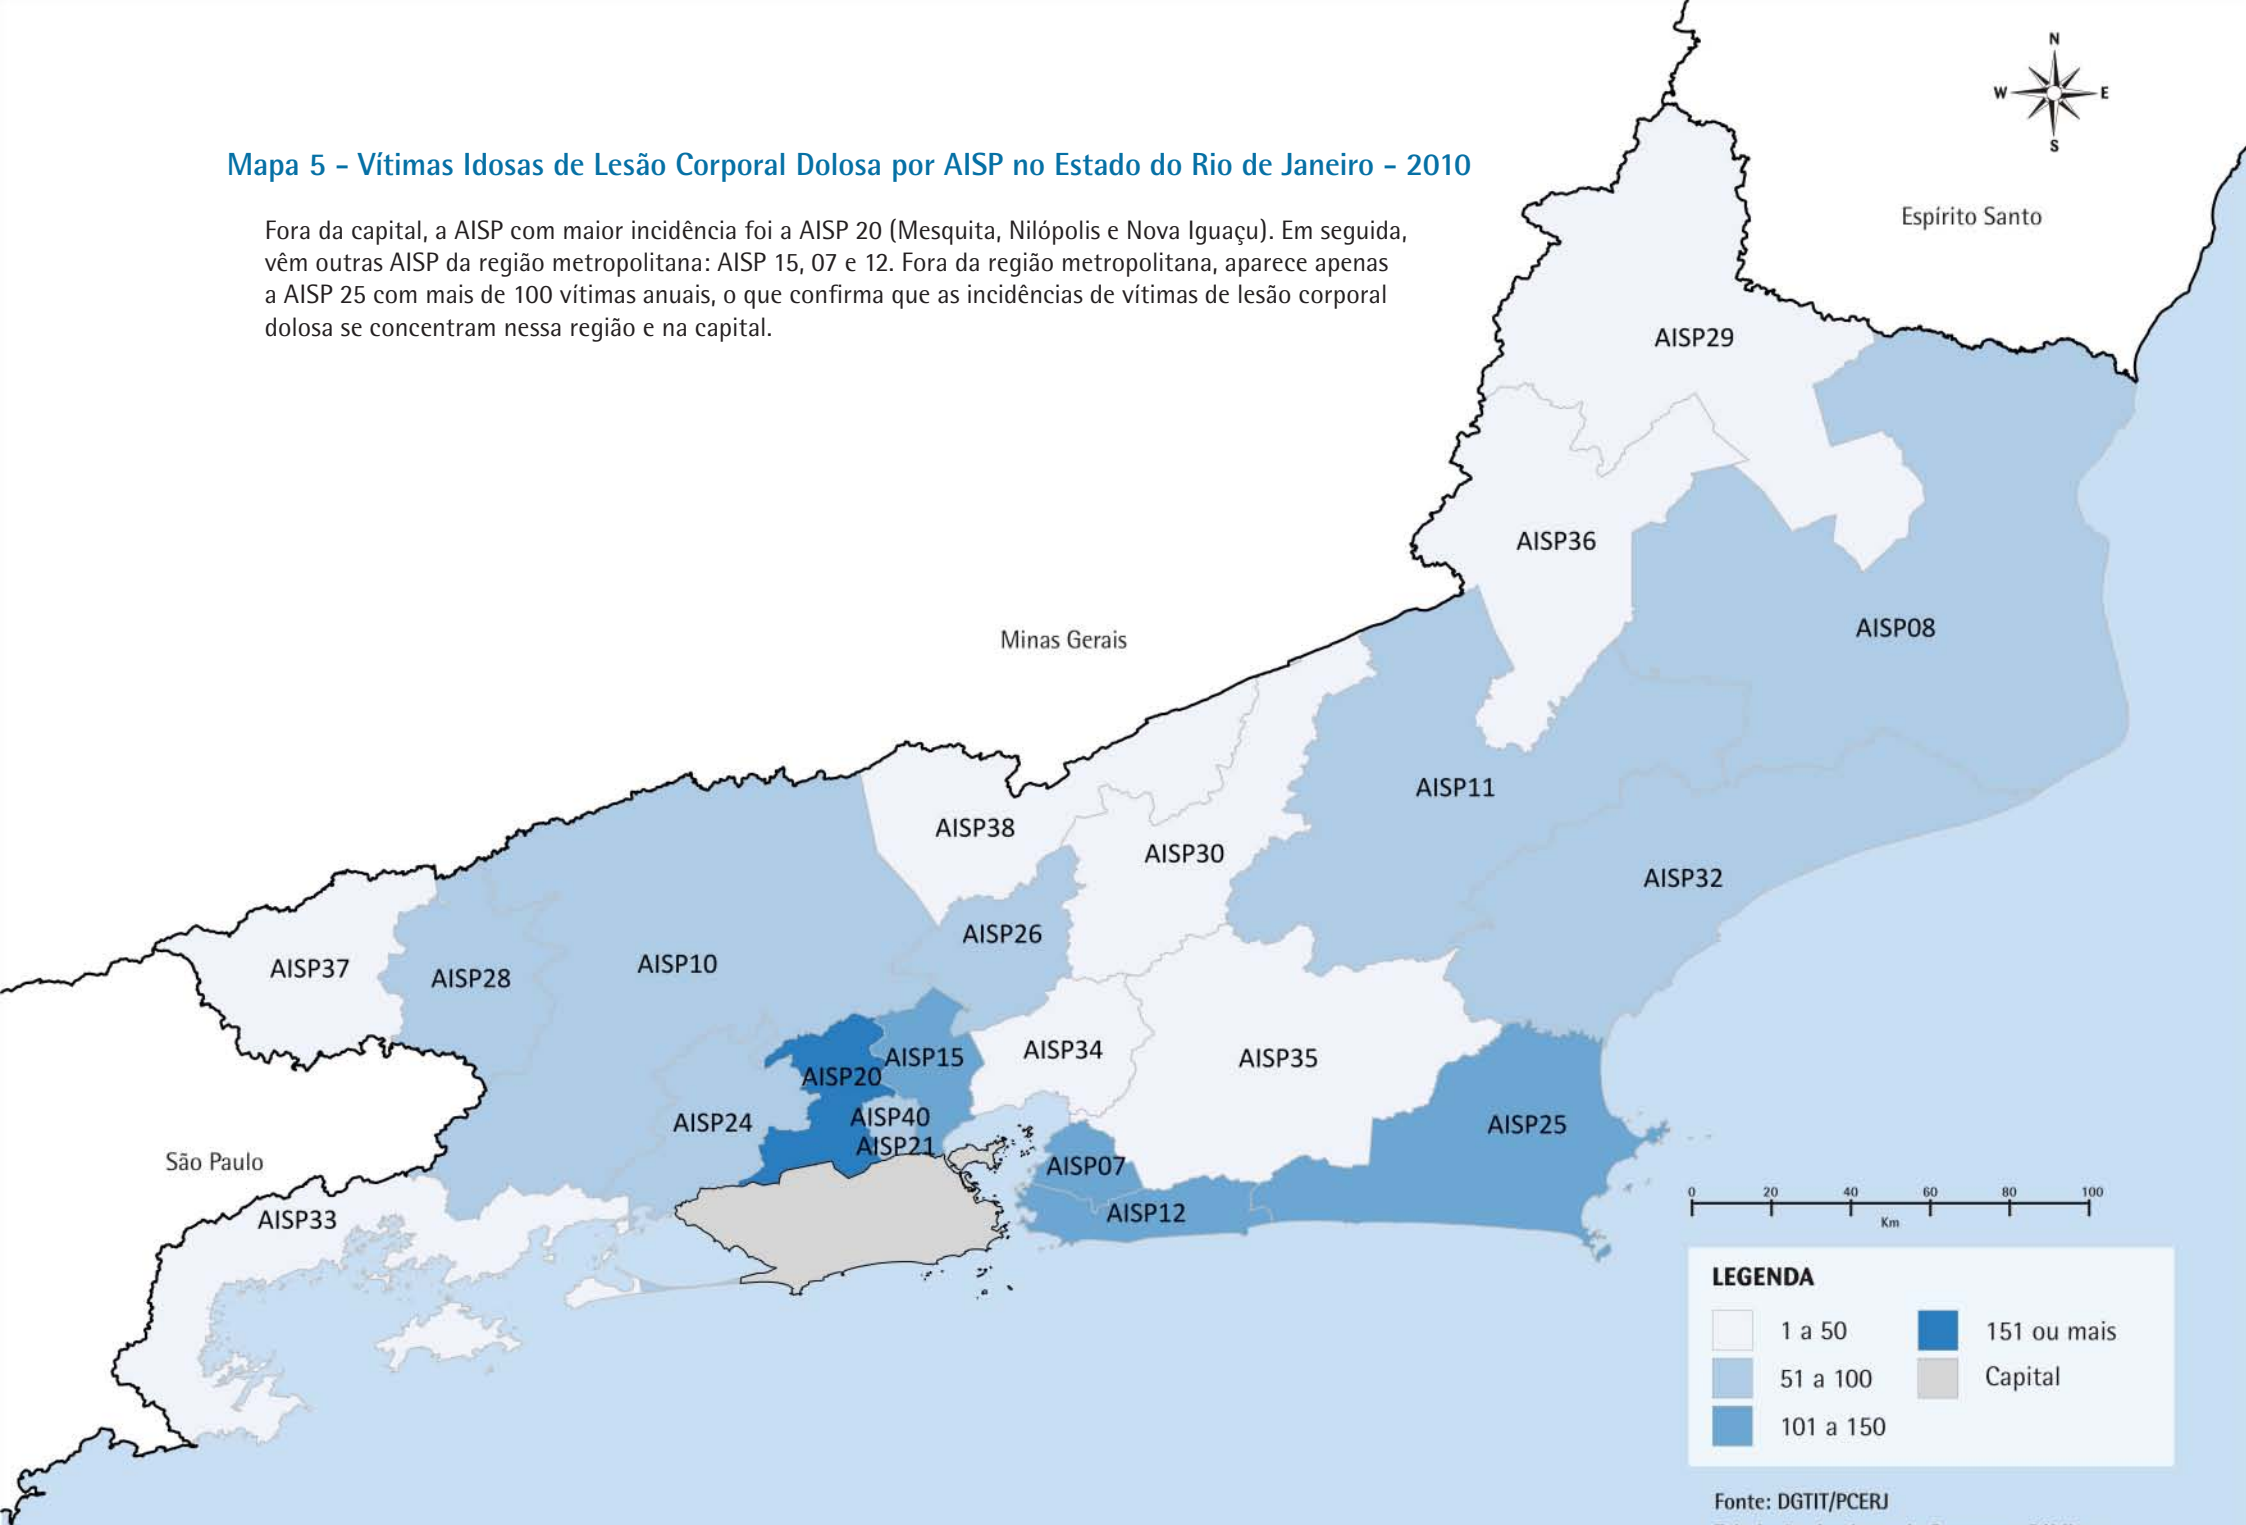 N
W E
S
Mapa 5 - Vítimas Idosas de Lesão Corporal Dolosa por AISP no Estado do Rio de Janeiro - 2010
Fora da capital, a AISP com maior incidência foi a AISP 20 (Mesquita, Nilópolis e Nova Iguaçu). Em seguida,
vêm outras AISP da região metropolitana: AISP 15, 07 e 12. Fora da região metropolitana, aparece apenas
a AISP 25 com mais de 100 vítimas anuais, o que confirma que as incidências de vítimas de lesão corporal
dolosa se concentram nessa região e na capital.
Espírito Santo
AISP29
AISP36
AISP08
Minas Gerais
AISP11
AISP38
AISP30
AISP32
AISP26
AISP37
AISP28
AISP10
AISP34
AISP15
AISP35
AISP20
AISP40
AISP24
AISP25
AISP21
São Paulo
AISP07
AISP33
AISP12
0 20 40 60 80 100
Km
LEGENDA
1 a 50
51 a 100
101 a 150
151 ou mais
Capital
Fonte: DGTIT/PCERJ